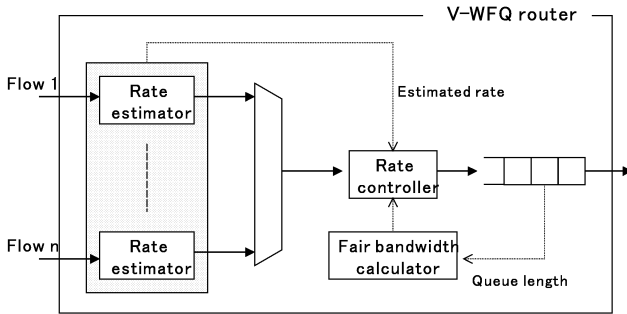 V-WFQ router
Flow 1
Rate
estimator
Estimated rate
Rate
controller
Flow n
Rate
estimator
Fair bandwidth
calculator
Queue length